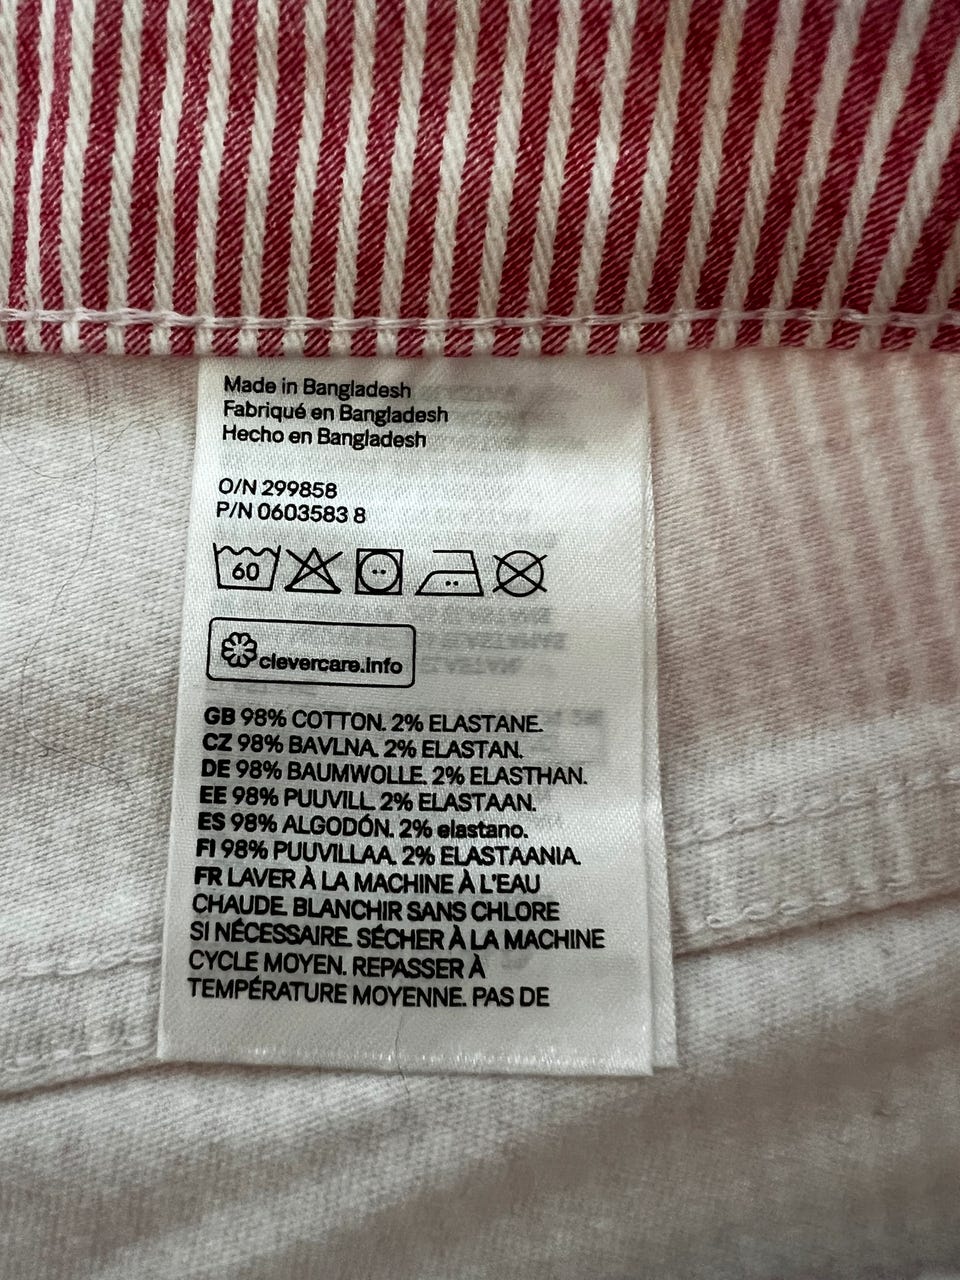 Made in Bangladesh
Fabriqué en Bangladesh
Hecho en Bangladesh
O/N 299858
P/N 0603583 8
60
clevercare.info
GB 98% COTTON. 2% ELASTANE.
CZ 98% BAVLNA. 2% ELASTAN.
DE 98% BAUMWOLLE. 2% ELASTHAN.
EE 98% PUUVILL. 2% ELASTAAN.
ES 98% ALGODÓN. 2% elastano.
FI 98% PUUVILLAA. 2% ELASTAANIA.
FR LAVER À LA MACHINE À L'EAU
CHAUDE. BLANCHIR SANS CHLORE
SI NÉCESSAIRE. SÉCHER À LA MACHINE
CYCLE MOYEN. REPASSER À
TEMPÉRATURE MOYENNE. PAS DE